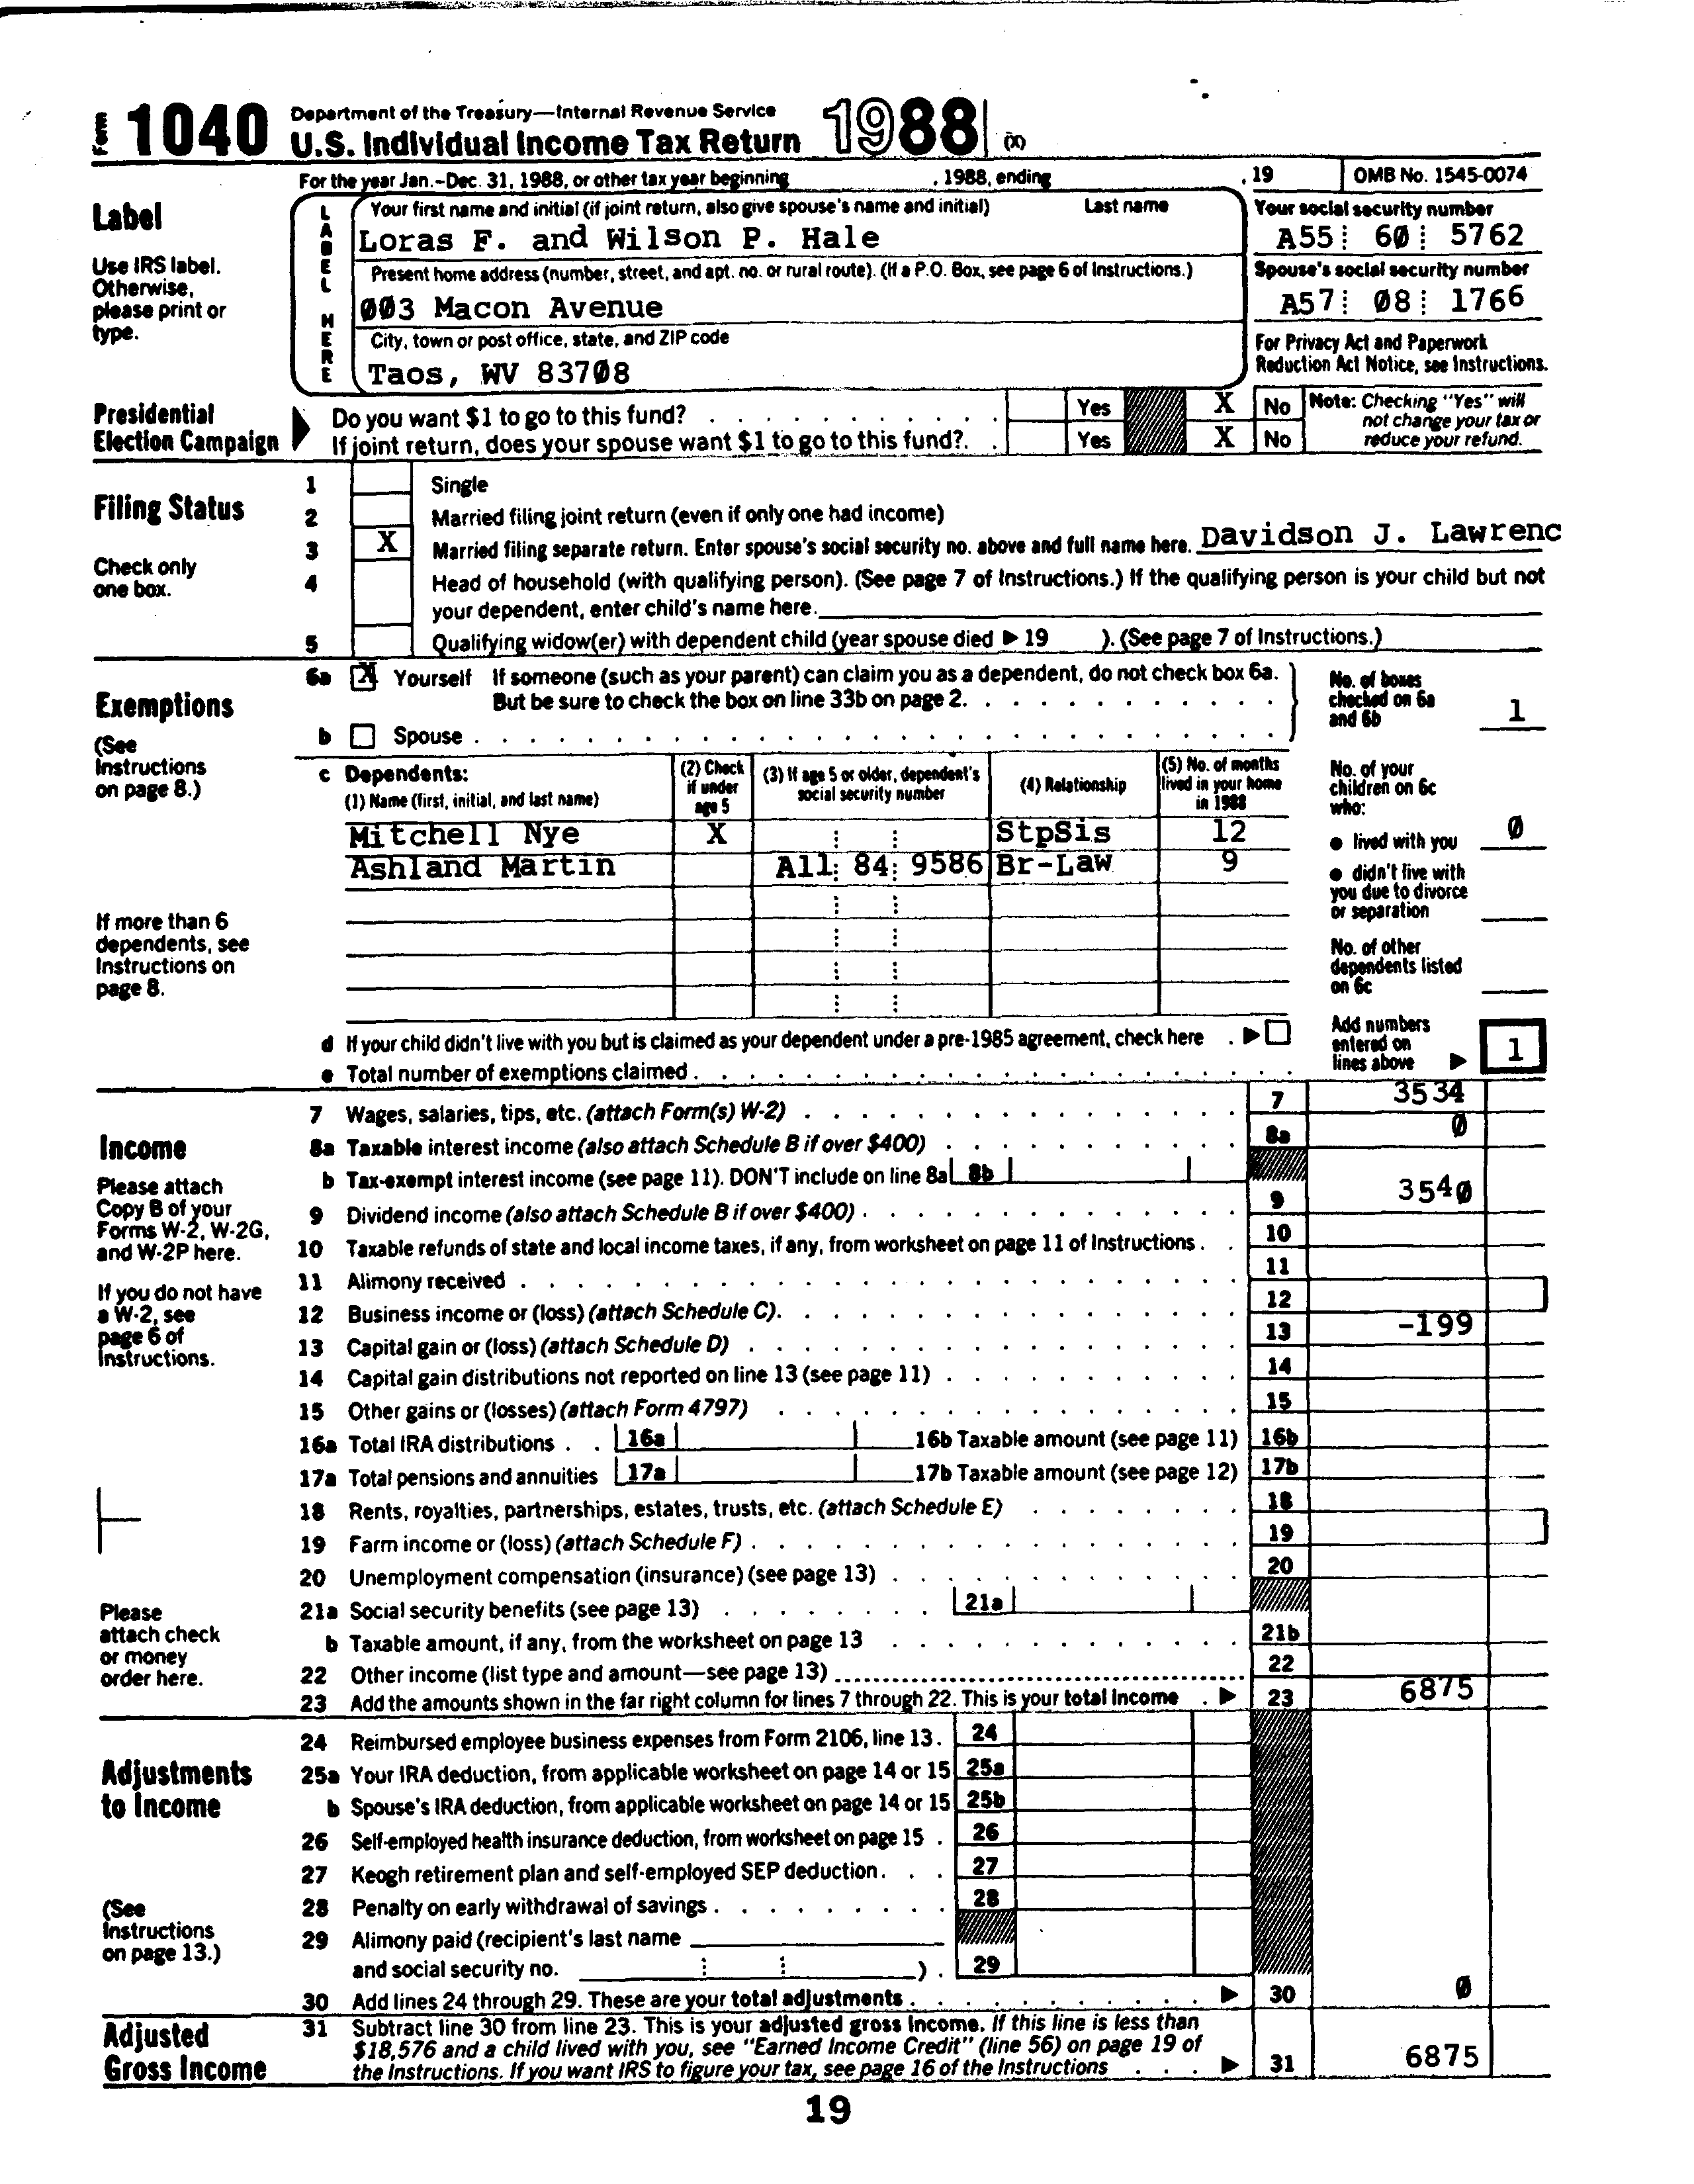 Form 1040 Department of the Treasury—Internal Revenue Service
U.S. Individual Income Tax Return 1988 (X)
For the year Jan.-Dec. 31, 1988, or other tax year beginning , 1988, ending , 19 OMB No. 1545-0074
Label
Use IRS label. Otherwise, please print or type.
LABEL HERE
Your first name and initial (if joint return, also give spouse's name and initial) Last name
Loras F. and Wilson P. Hale
Your social security number
A55 60 5762
Present home address (number, street, and apt. no. or rural route). (If a P.O. Box, see page 6 of Instructions.)
003 Macon Avenue
Spouse's social security number
A57 08 1766
City, town or post office, state, and ZIP code
Taos, WV 83708
For Privacy Act and Paperwork Reduction Act Notice, see Instructions.
Presidential Election Campaign
Do you want $1 to go to this fund? Yes X No
If joint return, does your spouse want $1 to go to this fund?. Yes X No
Note: Checking "Yes" will not change your tax or reduce your refund.
Filing Status
Check only one box.
1 Single
2 Married filing joint return (even if only one had income)
3 X Married filing separate return. Enter spouse's social security no. above and full name here. Davidson J. Lawrenc
4 Head of household (with qualifying person). (See page 7 of Instructions.) If the qualifying person is your child but not
your dependent, enter child's name here.
5 Qualifying widow(er) with dependent child (year spouse died ▶ 19 ). (See page 7 of Instructions.)
Exemptions
(See Instructions on page 8.)
6a X Yourself If someone (such as your parent) can claim you as a dependent, do not check box 6a.
But be sure to check the box on line 33b on page 2.
b Spouse
No. of boxes checked on 6a and 6b 1
c Dependents:
(1) Name (first, initial, and last name) (2) Check if under age 5 (3) If age 5 or older, dependent's social security number (4) Relationship (5) No. of months lived in your home in 1988
Mitchell Nye X StpSis 12
Ashland Martin A11 84 9586 Br-Law 9
No. of your children on 6c who:
• lived with you 0
• didn't live with you due to divorce or separation
No. of other dependents listed on 6c
If more than 6 dependents, see Instructions on page 8.
d If your child didn't live with you but is claimed as your dependent under a pre-1985 agreement, check here ▶
e Total number of exemptions claimed
Add numbers entered on lines above ▶ 1
Income
Please attach Copy B of your Forms W-2, W-2G, and W-2P here.
If you do not have a W-2, see page 6 of Instructions.
7 Wages, salaries, tips, etc. (attach Form(s) W-2) 7 3534
8a Taxable interest income (also attach Schedule B if over $400) 8a 0
b Tax-exempt interest income (see page 11). DON'T include on line 8a 8b
9 Dividend income (also attach Schedule B if over $400) 9 3540
10 Taxable refunds of state and local income taxes, if any, from worksheet on page 11 of Instructions 10
11 Alimony received 11
12 Business income or (loss) (attach Schedule C) 12
13 Capital gain or (loss) (attach Schedule D) 13 -199
14 Capital gain distributions not reported on line 13 (see page 11) 14
15 Other gains or (losses) (attach Form 4797) 15
16a Total IRA distributions 16a 16b Taxable amount (see page 11) 16b
17a Total pensions and annuities 17a 17b Taxable amount (see page 12) 17b
18 Rents, royalties, partnerships, estates, trusts, etc. (attach Schedule E) 18
19 Farm income or (loss) (attach Schedule F) 19
20 Unemployment compensation (insurance) (see page 13) 20
21a Social security benefits (see page 13) 21a
b Taxable amount, if any, from the worksheet on page 13 21b
22 Other income (list type and amount—see page 13) 22
23 Add the amounts shown in the far right column for lines 7 through 22. This is your total income ▶ 23 6875
Please attach check or money order here.
Adjustments to Income
(See Instructions on page 13.)
24 Reimbursed employee business expenses from Form 2106, line 13. 24
25a Your IRA deduction, from applicable worksheet on page 14 or 15 25a
b Spouse's IRA deduction, from applicable worksheet on page 14 or 15 25b
26 Self-employed health insurance deduction, from worksheet on page 15 26
27 Keogh retirement plan and self-employed SEP deduction 27
28 Penalty on early withdrawal of savings 28
29 Alimony paid (recipient's last name
and social security no. ) 29
30 Add lines 24 through 29. These are your total adjustments ▶ 30 0
Adjusted Gross Income
31 Subtract line 30 from line 23. This is your adjusted gross income. If this line is less than
$18,576 and a child lived with you, see "Earned Income Credit" (line 56) on page 19 of
the Instructions. If you want IRS to figure your tax, see page 16 of the Instructions ▶ 31 6875
19